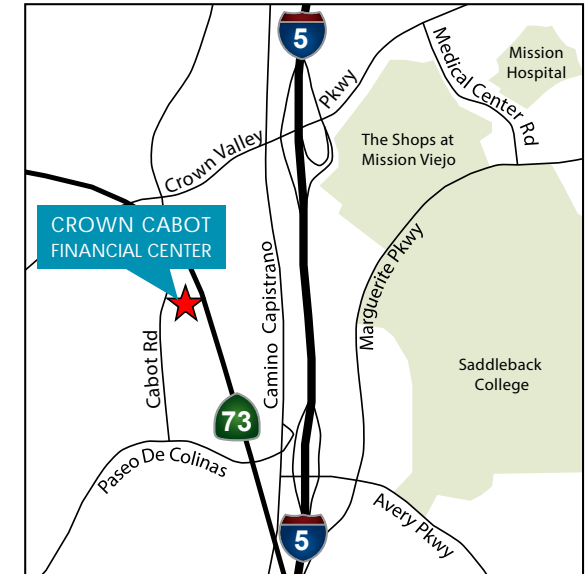 5
Mission
Hospital
Medical Center Rd
Crown Valley Pkwy
The Shops at
Mission Viejo
CROWN CABOT
FINANCIAL CENTER
Marguerite Pkwy
Camino Capistrano
Cabot Rd
Saddleback
College
73
Paseo De Colinas
Avery Pkwy
5